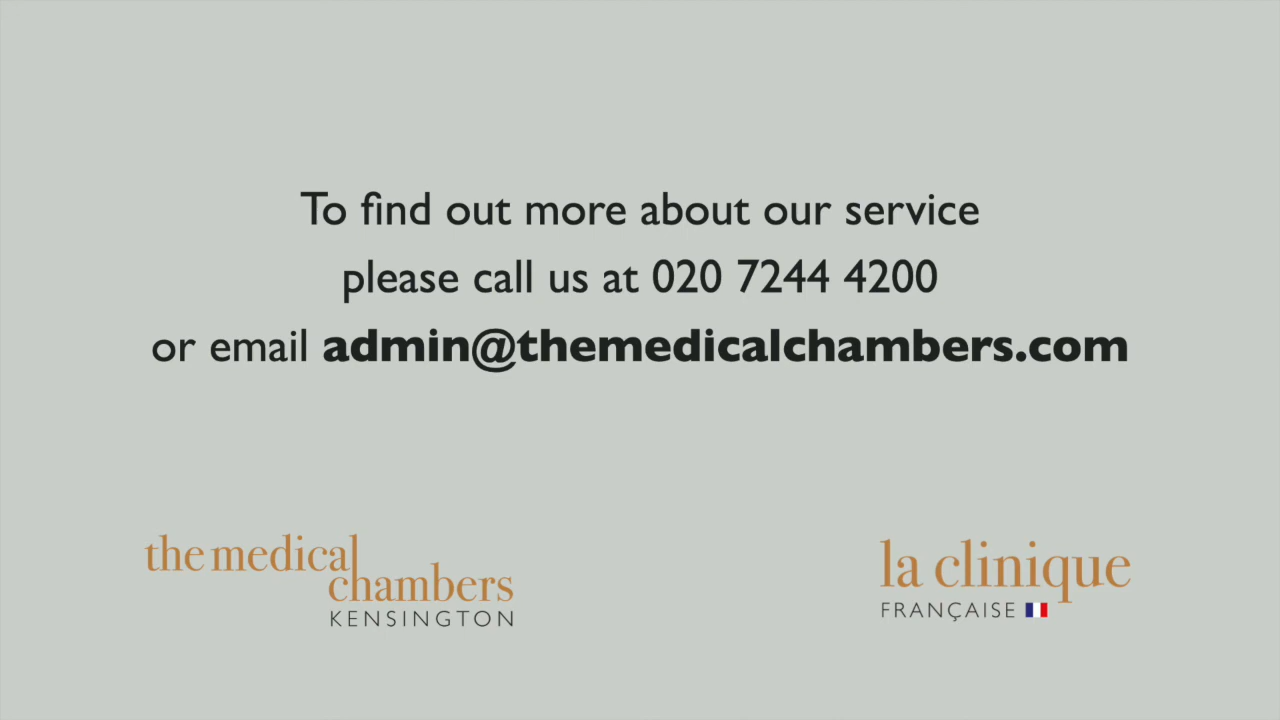 To find out more about our service
please call us at 020 7244 4200
or email admin@themedicalchambers.com
the medical
chambers
KENSINGTON
la clinique
FRANÇAISE